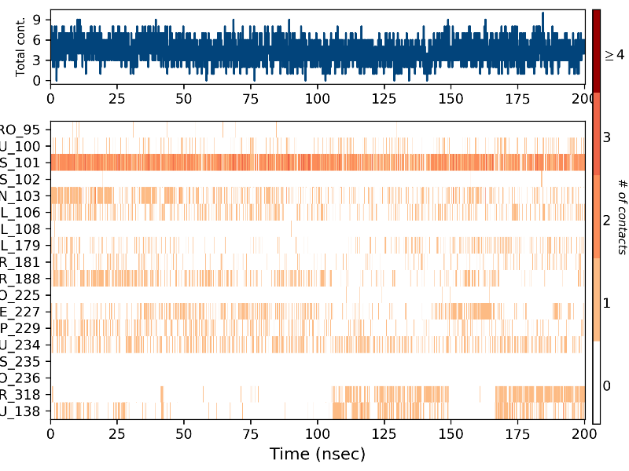 Total cont.
9
6
3
0
0 25 50 75 100 125 150 175 200
RO_95
U_100
S_101
S_102
N_103
L_106
L_108
L_179
R_181
R_188
O_225
E_227
P_229
U_234
S_235
O_236
R_318
U_138
0 25 50 75 100 125 150 175 200
Time (nsec)
≥4
3
2
1
0
# of contacts